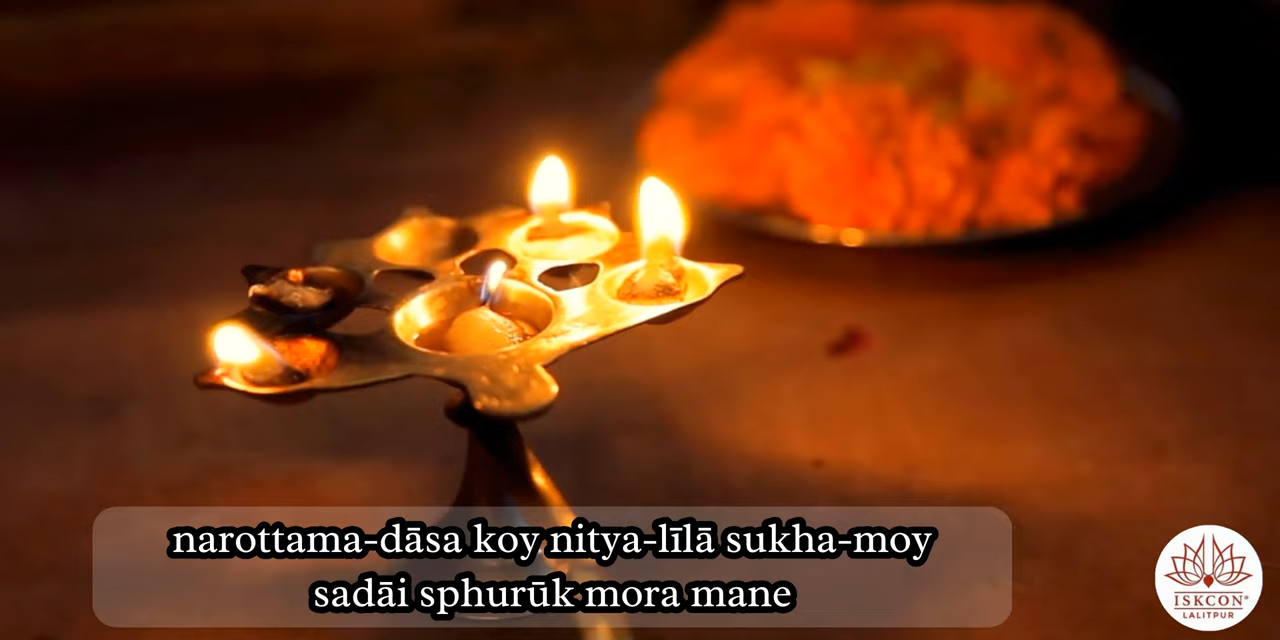 narottama-dāsa koy nitya-līlā sukha-moy
sadāi sphurūk mora mane
ISKCON®
LALITPUR